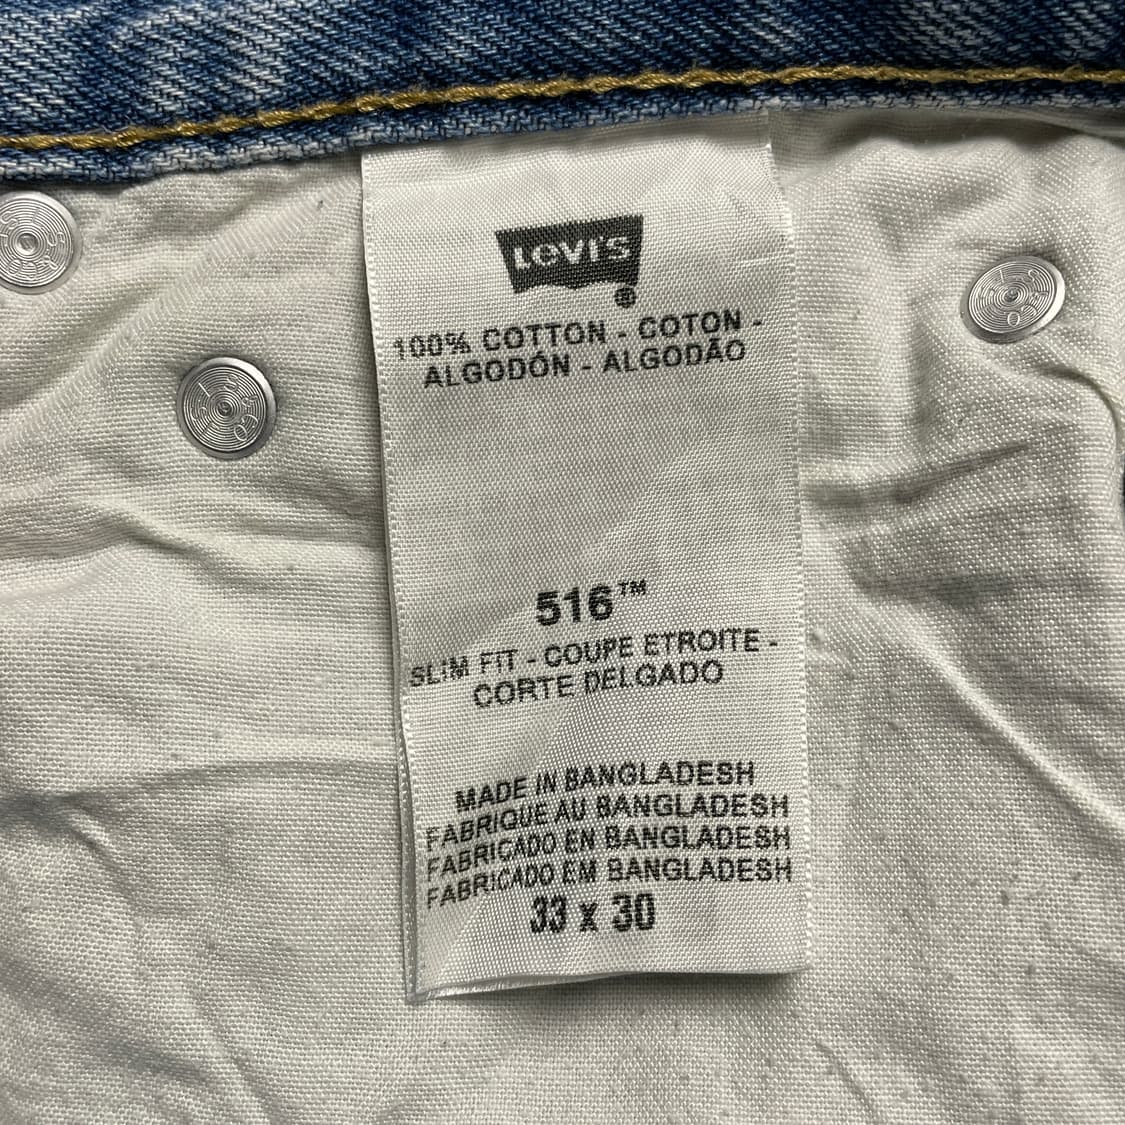 Levi's
®
100% COTTON - COTON -
ALGODÓN - ALGODÃO
516™
SLIM FIT - COUPE ETROITE -
CORTE DELGADO
MADE IN BANGLADESH
FABRIQUE AU BANGLADESH
FABRICADO EN BANGLADESH
FABRICADO EM BANGLADESH
33 x 30